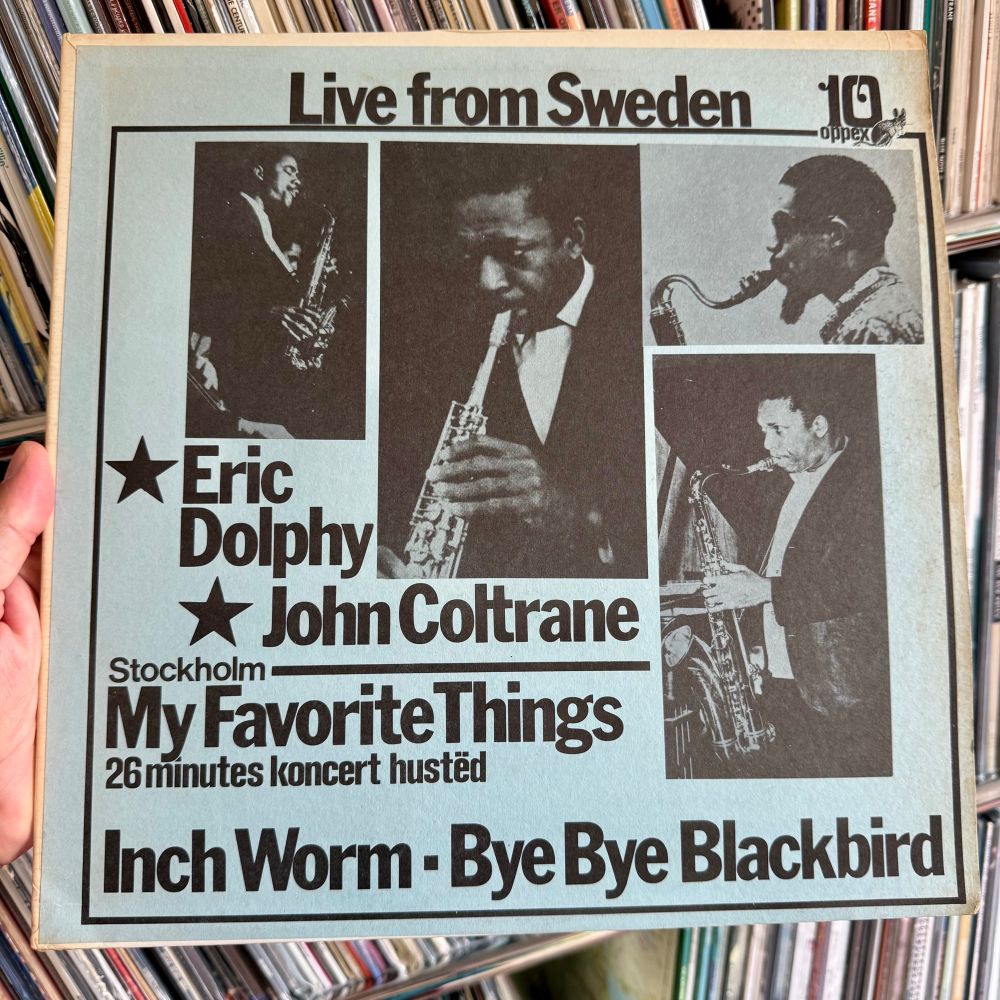 Live from Sweden
10
oppex
Eric
Dolphy
John Coltrane
Stockholm
My Favorite Things
26 minutes koncert hustëd
Inch Worm - Bye Bye Blackbird